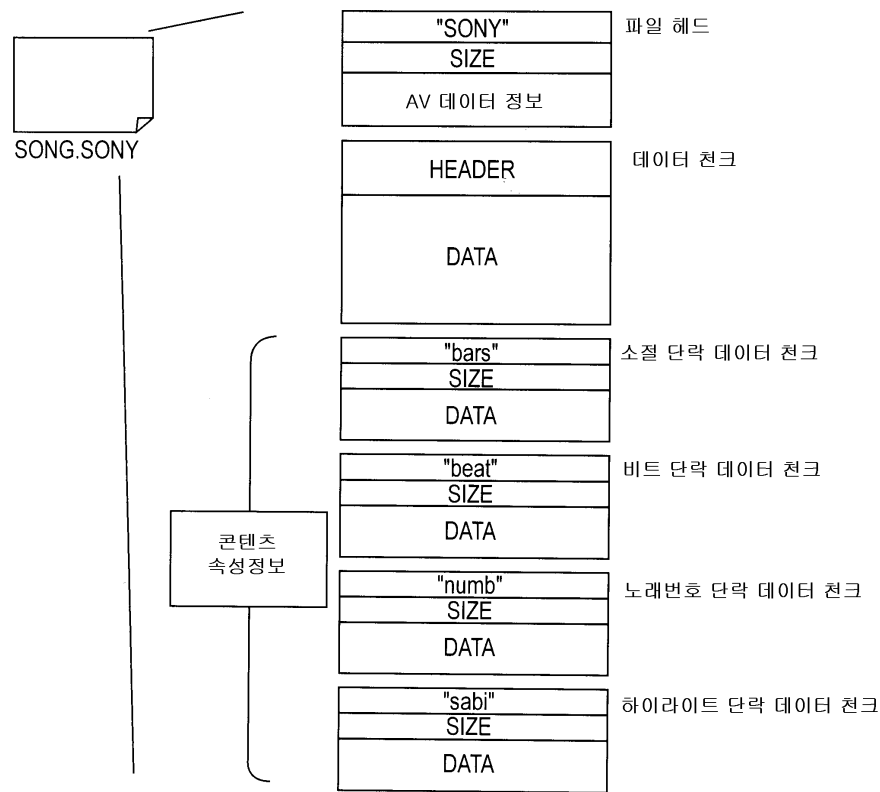 "SONY"
파일 헤드
SIZE
AV 데이터 정보
SONG.SONY
HEADER
데이터 천크
DATA
"bars"
소절 단락 데이터 천크
SIZE
DATA
"beat"
비트 단락 데이터 천크
SIZE
DATA
콘텐츠
속성정보
"numb"
노래번호 단락 데이터 천크
SIZE
DATA
"sabi"
하이라이트 단락 데이터 천크
SIZE
DATA